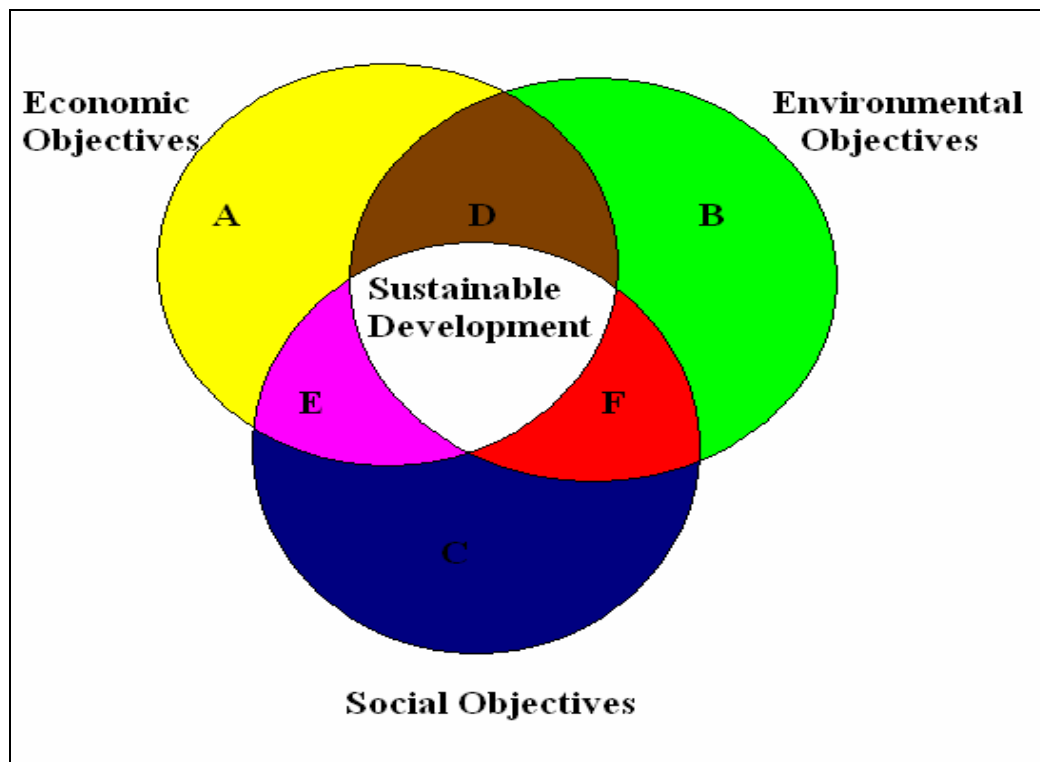 Economic
Objectives
Environmental
Objectives
A
D
B
Sustainable
Development
E
F
C
Social Objectives